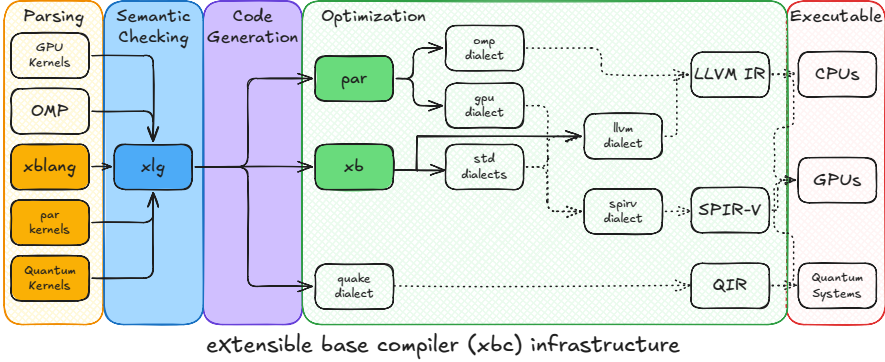 Parsing
Semantic
Checking
Code
Generation
Optimization
Executable
GPU
Kernels
OMP
xblang
par
kernels
Quantum
Kernels
xlg
par
xb
quake
dialect
omp
dialect
gpu
dialect
std
dialects
llvm
dialect
spirv
dialect
LLVM IR
SPIR-V
QIR
CPUs
GPUs
Quantum
Systems
eXtensible base compiler (xbc) infrastructure